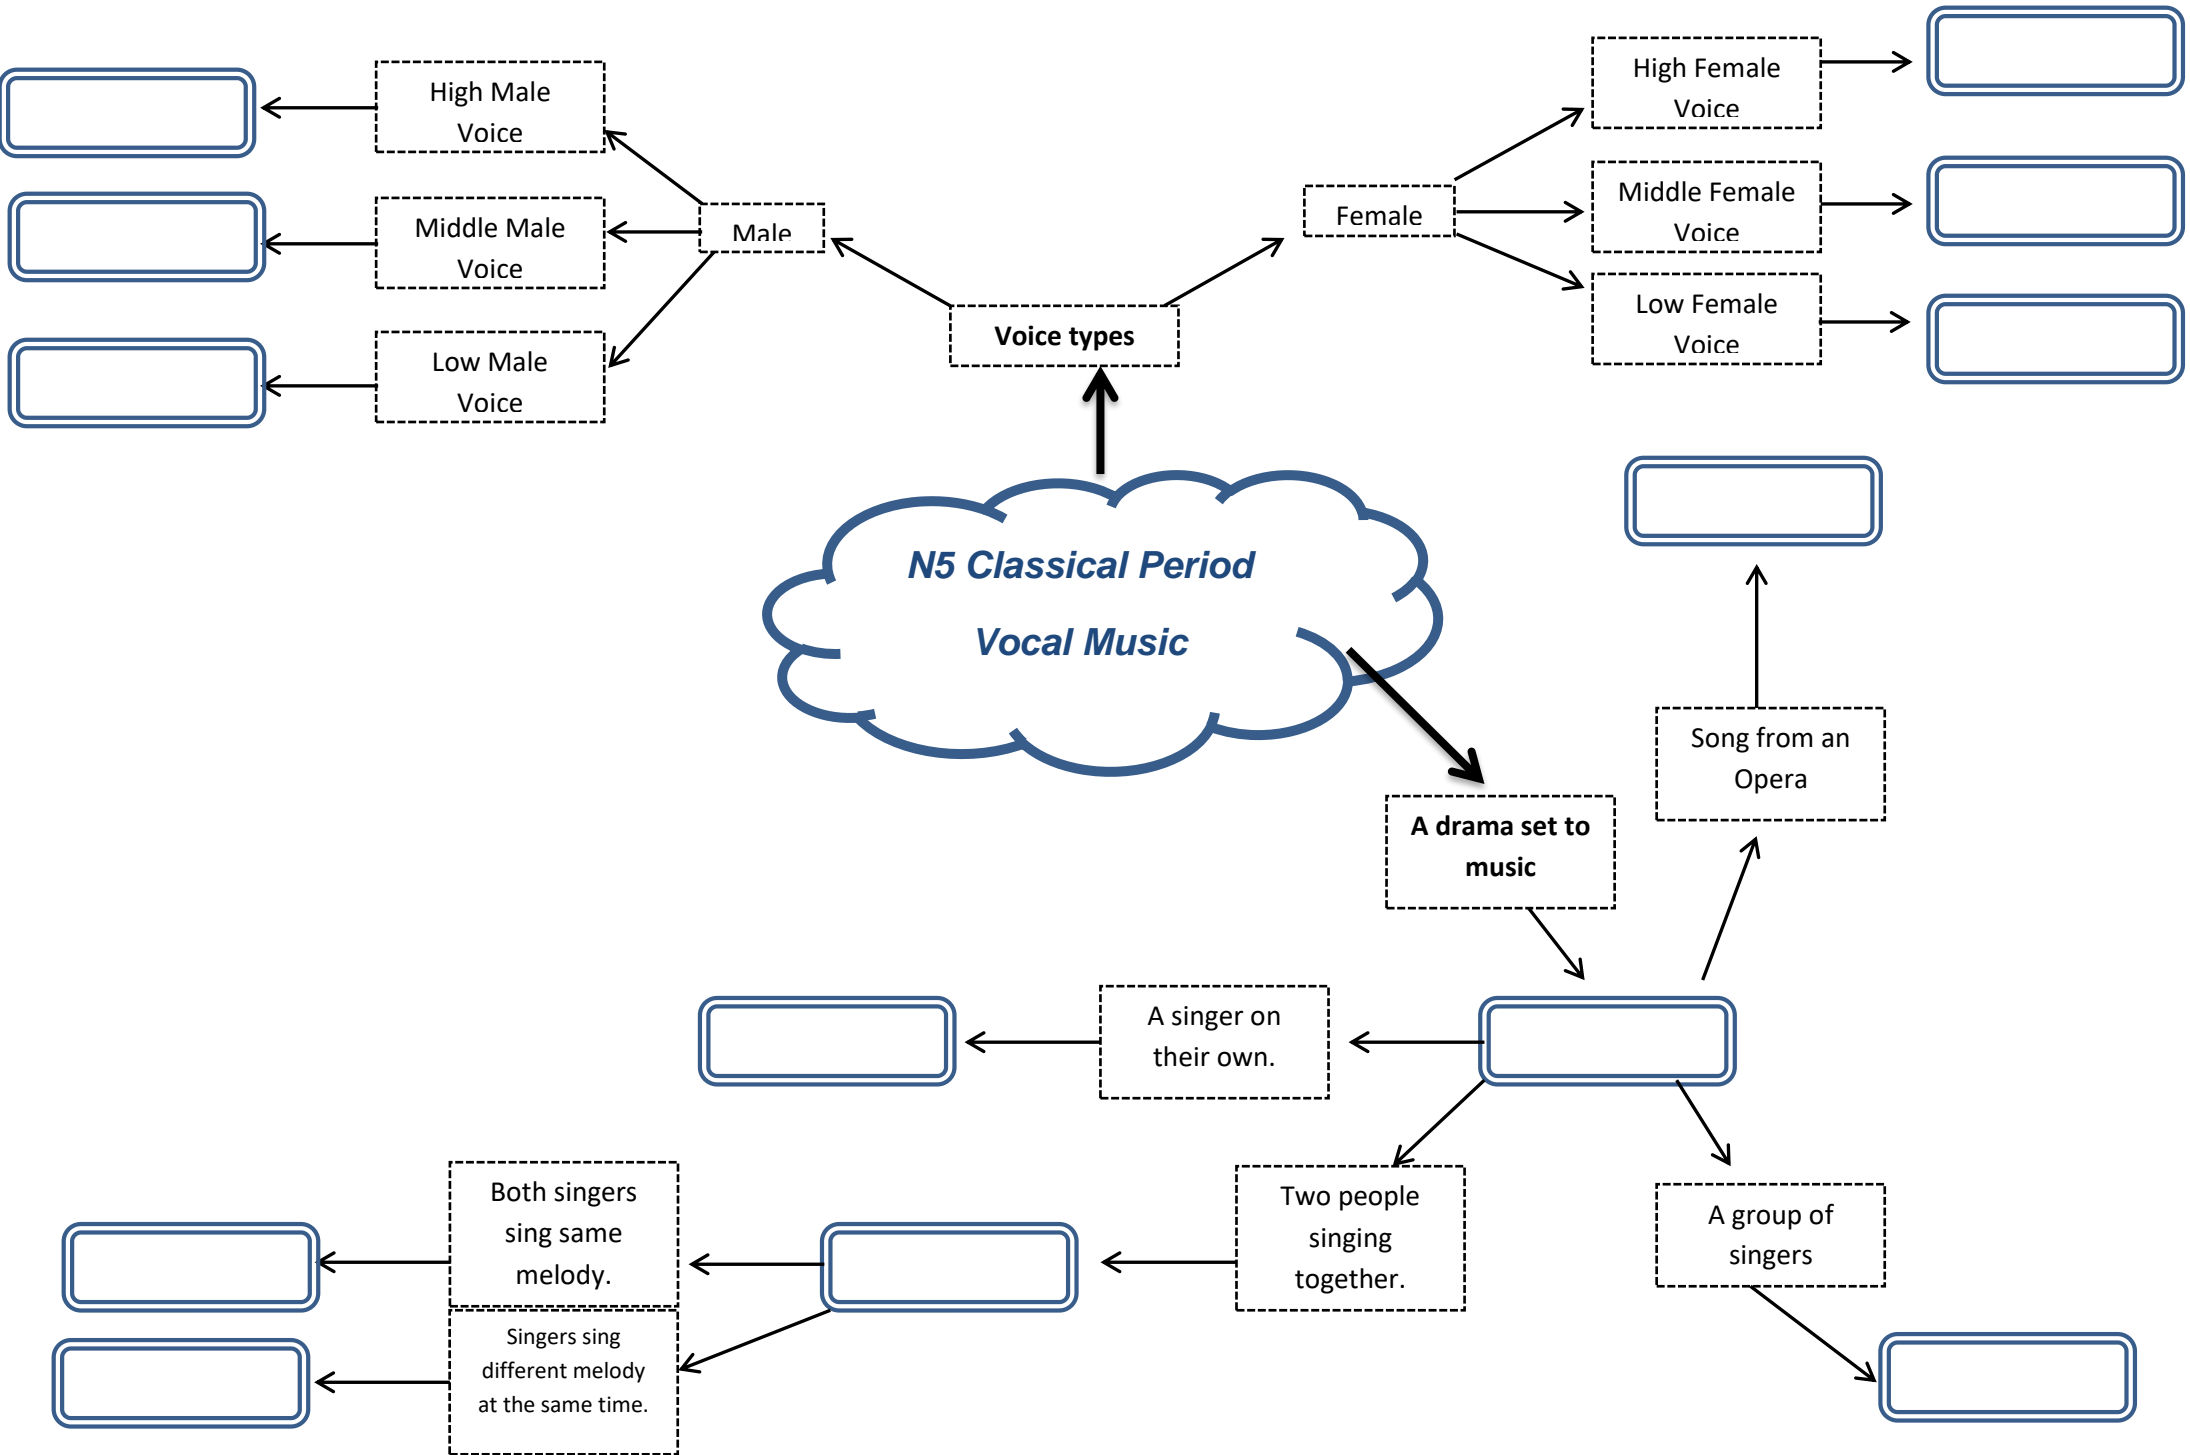 High Male
Voice
Middle Male
Voice
Low Male
Voice
Male
Voice types
Female
High Female
Voice
Middle Female
Voice
Low Female
Voice
N5 Classical Period
Vocal Music
Song from an
Opera
A drama set to
music
A singer on
their own.
Two people
singing
together.
A group of
singers
Both singers
sing same
melody.
Singers sing
different melody
at the same time.